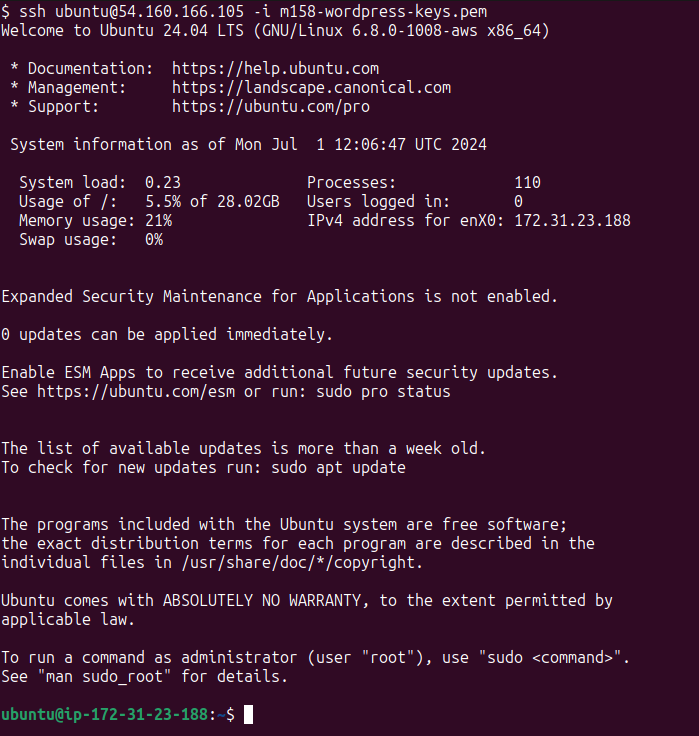 $ ssh ubuntu@54.160.166.105 -i m158-wordpress-keys.pem
Welcome to Ubuntu 24.04 LTS (GNU/Linux 6.8.0-1008-aws x86_64)
* Documentation:  https://help.ubuntu.com
* Management:     https://landscape.canonical.com
* Support:        https://ubuntu.com/pro
System information as of Mon Jul  1 12:06:47 UTC 2024
System load:  0.23                 Processes:             110
Usage of /:   5.5% of 28.02GB   Users logged in:       0
Memory usage: 21%               IPv4 address for enX0: 172.31.23.188
Swap usage:   0%
Expanded Security Maintenance for Applications is not enabled.
0 updates can be applied immediately.
Enable ESM Apps to receive additional future security updates.
See https://ubuntu.com/esm or run: sudo pro status
The list of available updates is more than a week old.
To check for new updates run: sudo apt update
The programs included with the Ubuntu system are free software;
the exact distribution terms for each program are described in the
individual files in /usr/share/doc/*/copyright.
Ubuntu comes with ABSOLUTELY NO WARRANTY, to the extent permitted by
applicable law.
To run a command as administrator (user "root"), use "sudo <command>".
See "man sudo_root" for details.
ubuntu@ip-172-31-23-188:~$